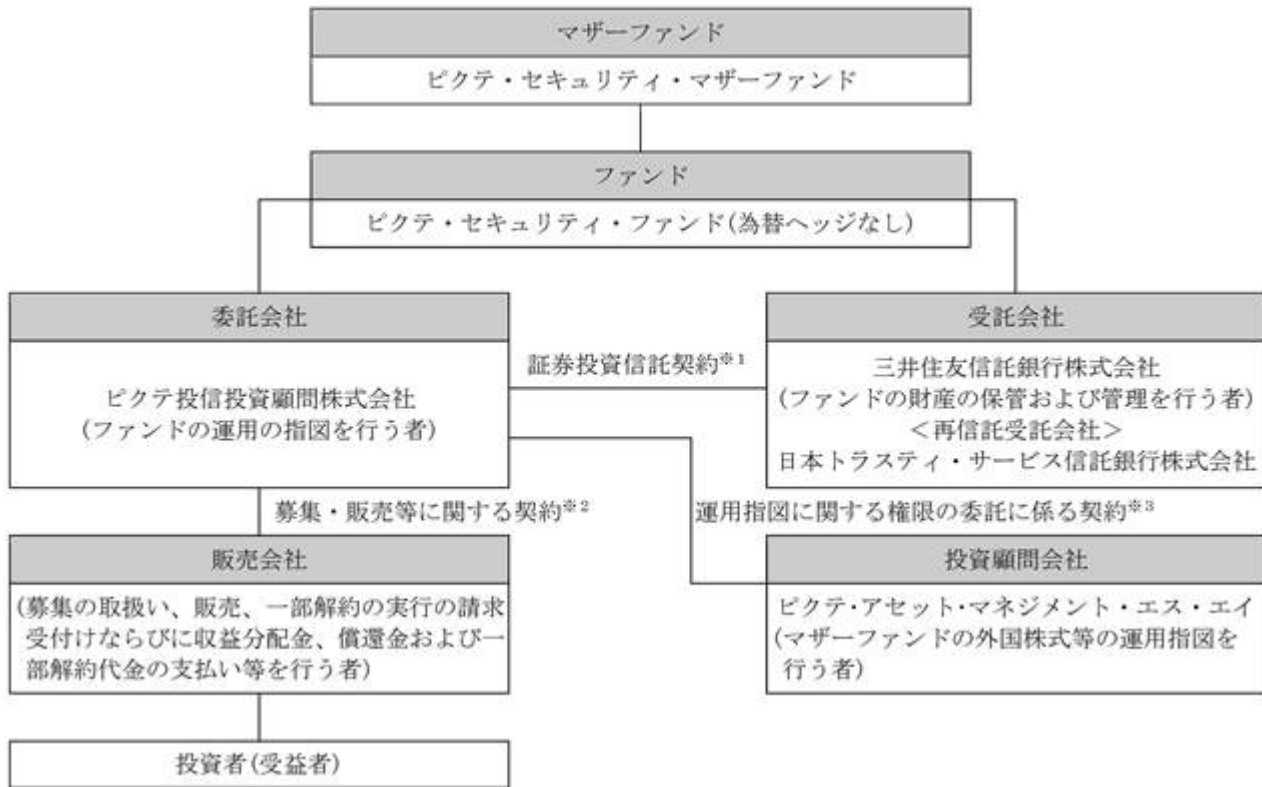 マザーファンド
ピクテ・セキュリティ・マザーファンド
ファンド
ピクテ・セキュリティ・ファンド(為替ヘッジなし)
委託会社
ピクテ投信投資顧問株式会社
(ファンドの運用の指図を行う者)
証券投資信託契約※1
受託会社
三井住友信託銀行株式会社
(ファンドの財産の保管および管理を行う者)
<再信託受託会社>
日本トラスティ・サービス信託銀行株式会社
募集・販売等に関する契約※2
運用指図に関する権限の委託に係る契約※3
販売会社
(募集の取扱い、販売、一部解約の実行の請求
受付けならびに収益分配金、償還金および一
部解約代金の支払い等を行う者)
投資顧問会社
ピクテ・アセット・マネジメント・エス・エイ
(マザーファンドの外国株式等の運用指図を
行う者)
投資者(受益者)